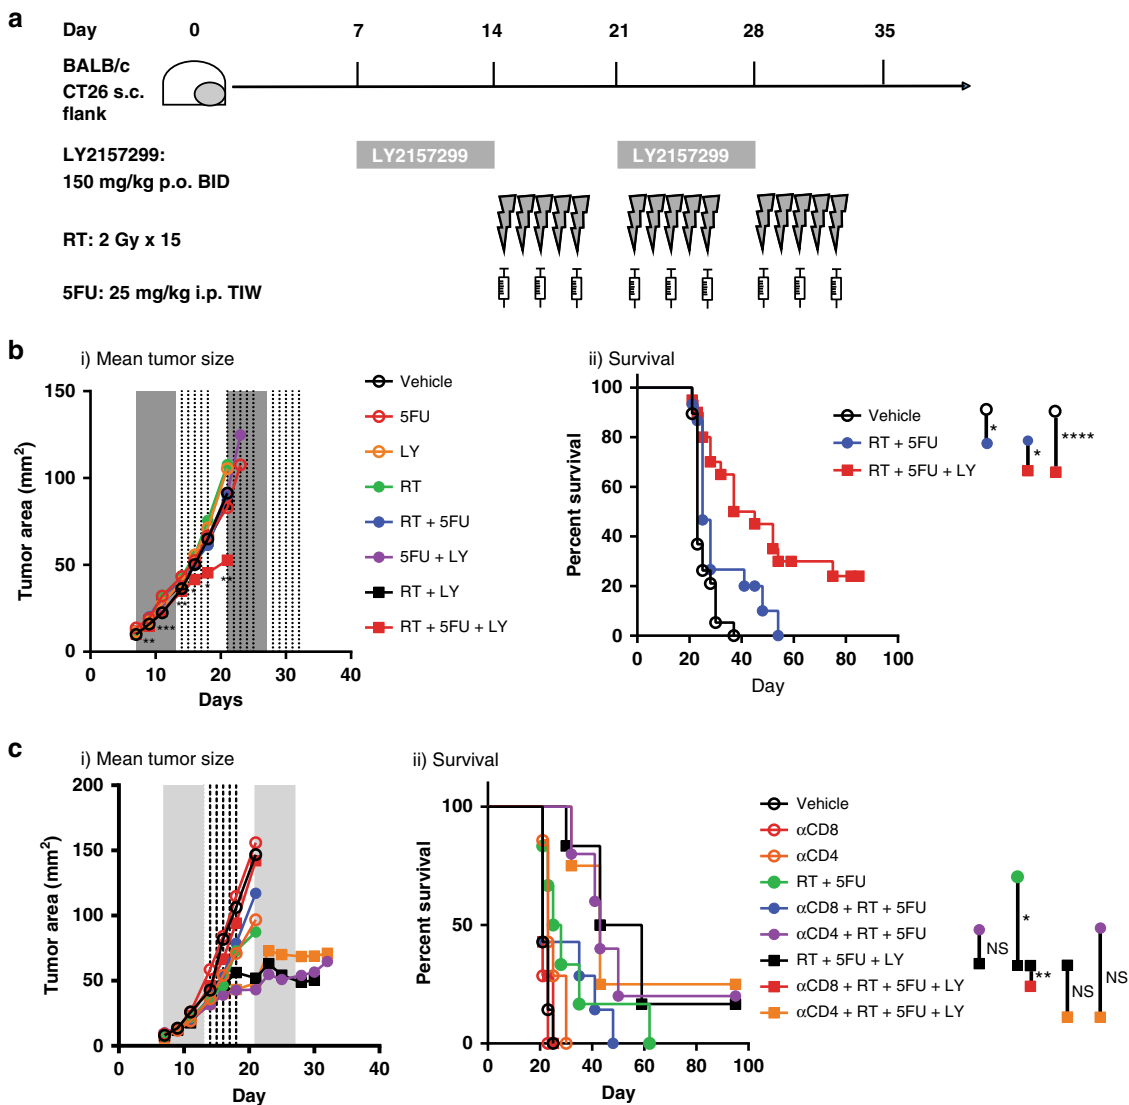 a
Day 0 7 14 21 28 35
BALB/c
CT26 s.c.
flank
LY2157299:
150 mg/kg p.o. BID
LY2157299 LY2157299
RT: 2 Gy x 15
5FU: 25 mg/kg i.p. TIW
b
i) Mean tumor size
Tumor area (mm²)
150
100
50
0
** *** ** **
0 10 20 30 40
Days
Vehicle
5FU
LY
RT
RT + 5FU
5FU + LY
RT + LY
RT + 5FU + LY
ii) Survival
Percent survival
100
80
60
40
20
0
0 20 40 60 80 100
Day
Vehicle
RT + 5FU
RT + 5FU + LY
* * ****
c
i) Mean tumor size
Tumor area (mm²)
200
150
100
50
0
0 10 20 30 40
Day
ii) Survival
Percent survival
100
50
0
0 20 40 60 80 100
Day
Vehicle
αCD8
αCD4
RT + 5FU
αCD8 + RT + 5FU
αCD4 + RT + 5FU
RT + 5FU + LY
αCD8 + RT + 5FU + LY
αCD4 + RT + 5FU + LY
NS * ** NS NS